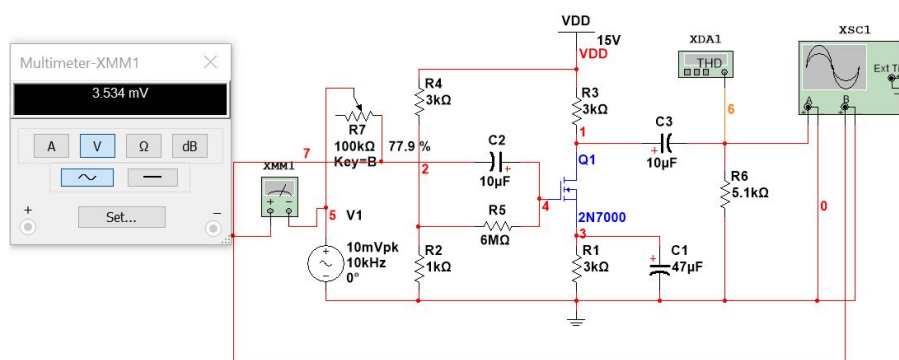 Multimeter-XMM1
3.534 mV
A V Ω dB
+
Set...
−
VDD
15V
VDD
XDA1
THD
XSC1
Ext Tr
A
B
R4
3kΩ
R3
3kΩ
1
C3
10µF
6
R7
100kΩ
Key=B
77.9 %
7
2
C2
10µF
Q1
4
2N7000
R6
5.1kΩ
0
XMM1
5
V1
R5
6MΩ
3
10mVpk
10kHz
0°
R2
1kΩ
R1
3kΩ
C1
47µF